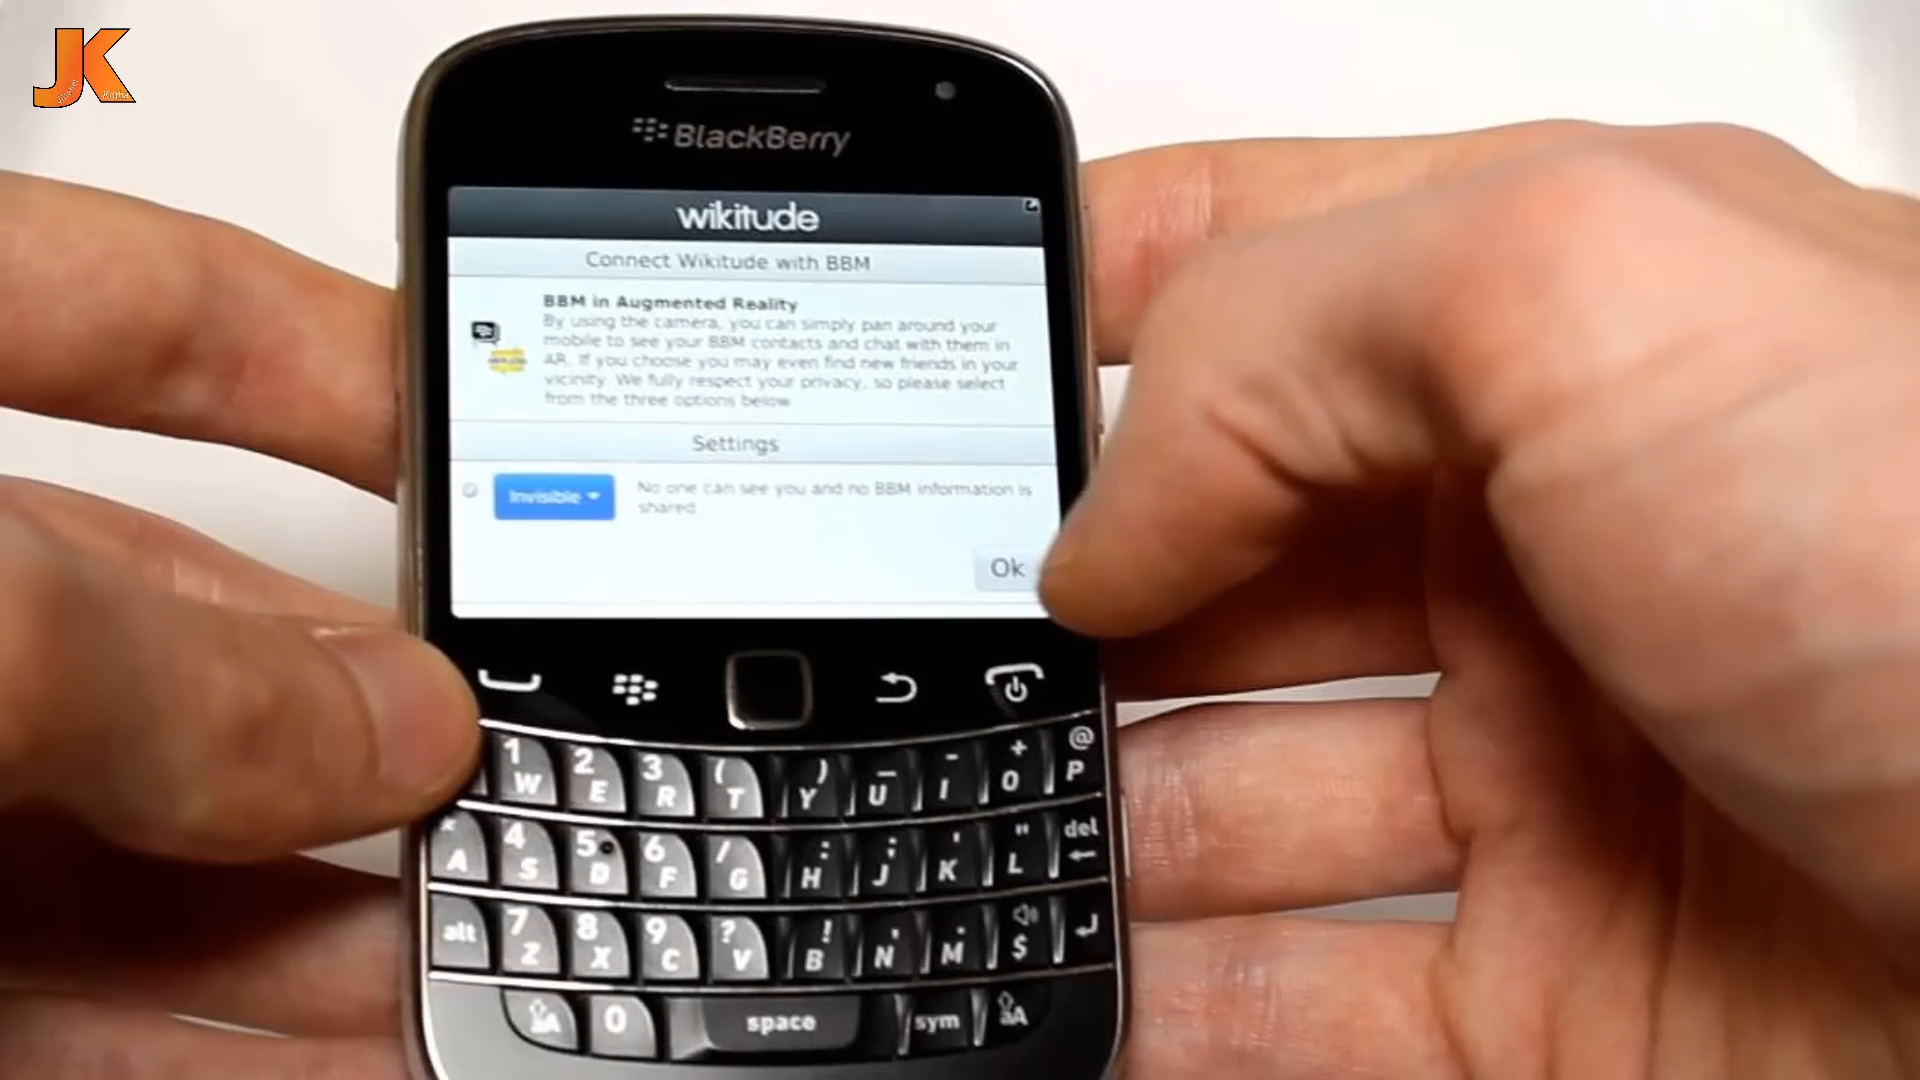 JK
BlackBerry
wikitude
Connect Wikitude with BBM
BBM in Augmented Reality
By using the camera, you can simply pan around your
mobile to see your BBM contacts and chat with them in
AR. If you choose you may even find new friends in your
vicinity. We fully respect your privacy, so please select
from the three options below
Settings
Invisible
No one can see you and no BBM information is
shared
Ok
1 2 3 ( ) _ - + @
W E R T Y U I O P
* 4 5 6 / : ; ' " del
A S D F G H J K L
alt 7 8 9 ? ! , .
Z X C V B N M $
aA 0 space sym aA